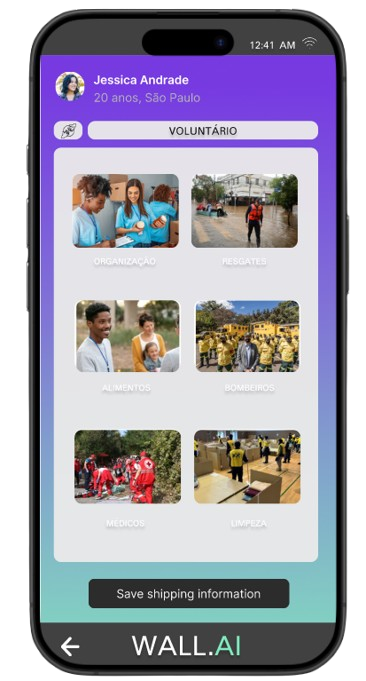 12:41 AM
Jessica Andrade
20 anos, São Paulo
VOLUNTÁRIO
ORGANIZAÇÃO RESGATES
ALIMENTOS BOMBEIROS
MEDICOS LIMPEZA
Save shipping information
WALL.AI